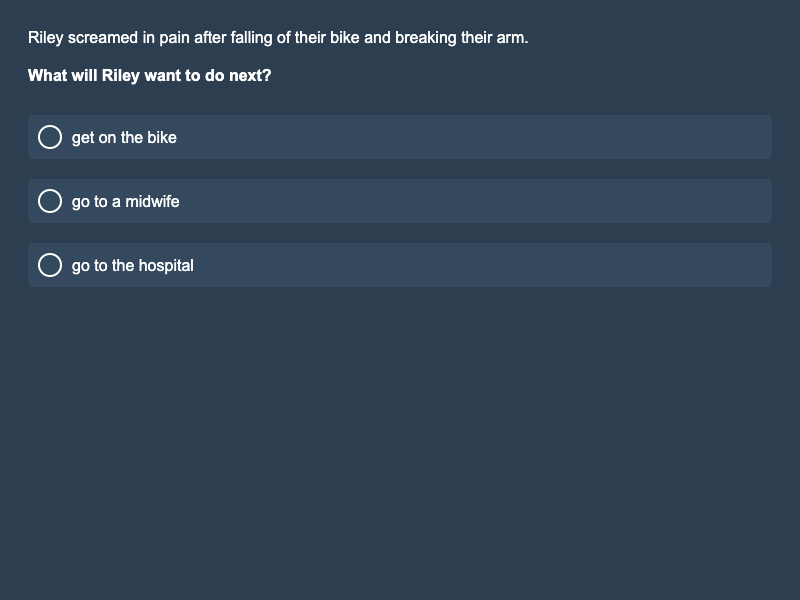 Riley screamed in pain after falling of their bike and breaking their arm.
What will Riley want to do next?
get on the bike
go to a midwife
go to the hospital